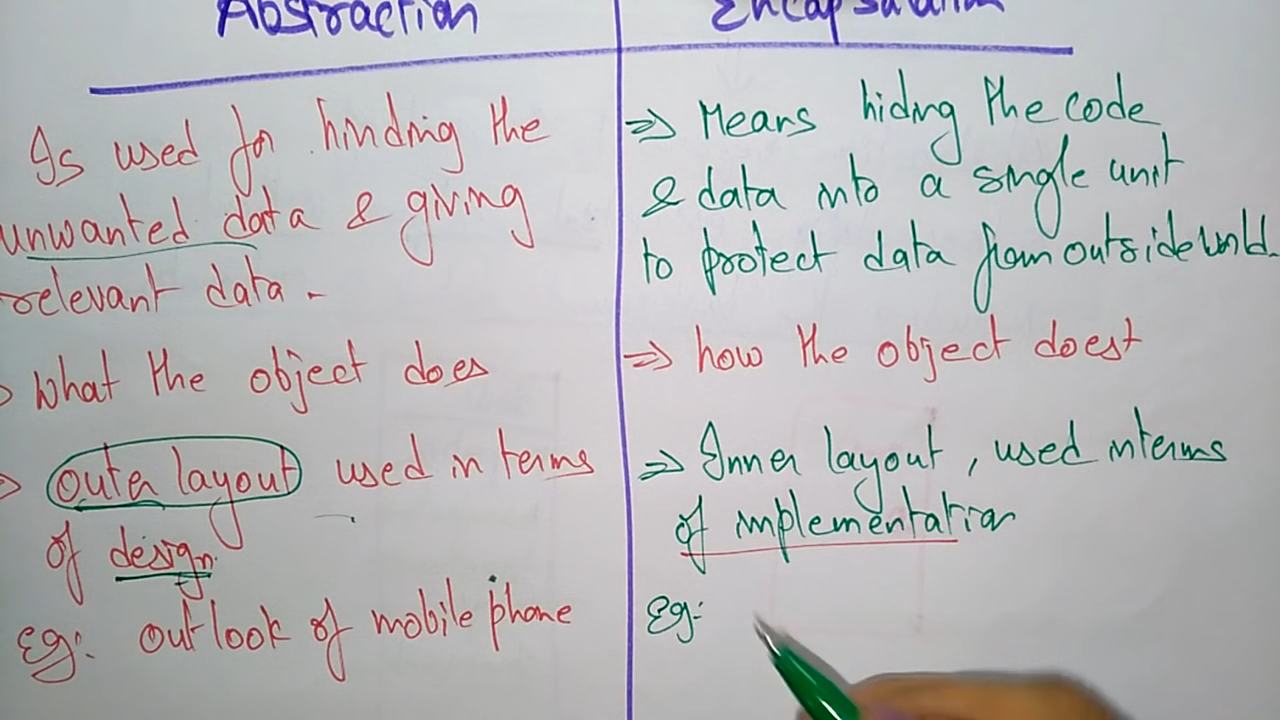 Abstraction
Is used for hinding the
unwanted data & giving
relevant data.
What the object does
outer layout used in terms
of design.
Eg: outlook of mobile phone
Encapsulation
=> Means hiding the code
& data into a single unit
to protect data from outside world.
=> how the object doest
=> Inner layout, used interms
of implementation
Eg: